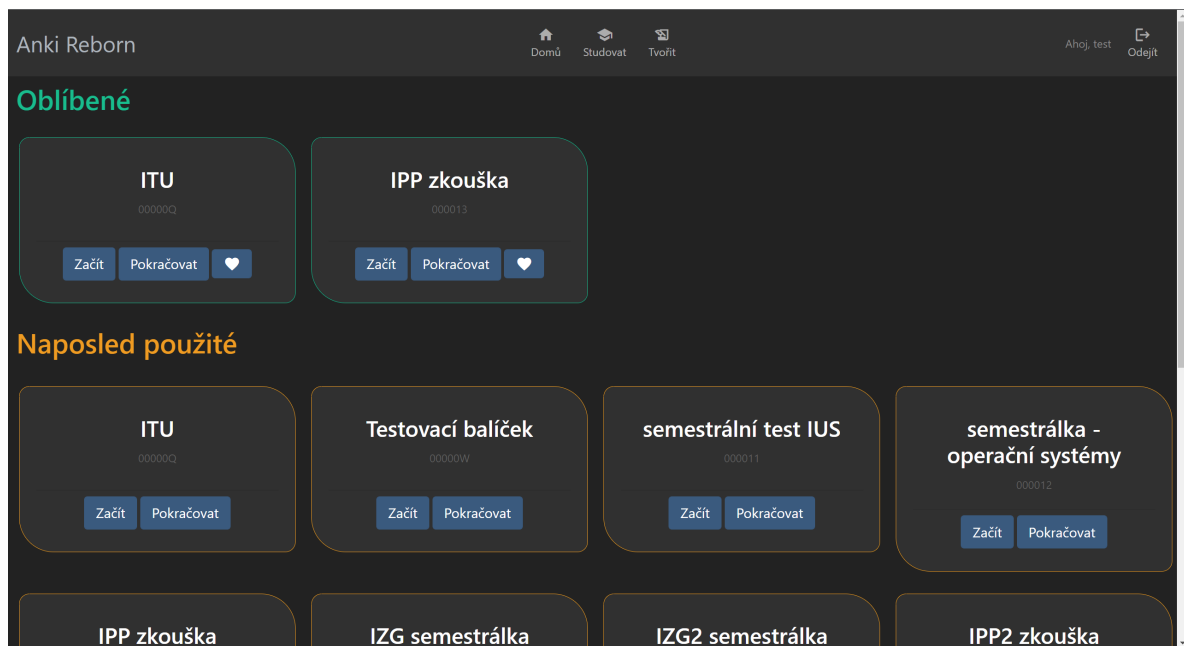 Anki Reborn
Domů Studovat Tvořit
Ahoj, test Odejít
Oblíbené
ITU
00000Q
Začít Pokračovat
IPP zkouška
000013
Začít Pokračovat
Naposled použité
ITU
00000Q
Začít Pokračovat
Testovací balíček
00000W
Začít Pokračovat
semestrální test IUS
000011
Začít Pokračovat
semestrálka -
operační systémy
000012
Začít Pokračovat
IPP zkouška
IZG semestrálka
IZG2 semestrálka
IPP2 zkouška